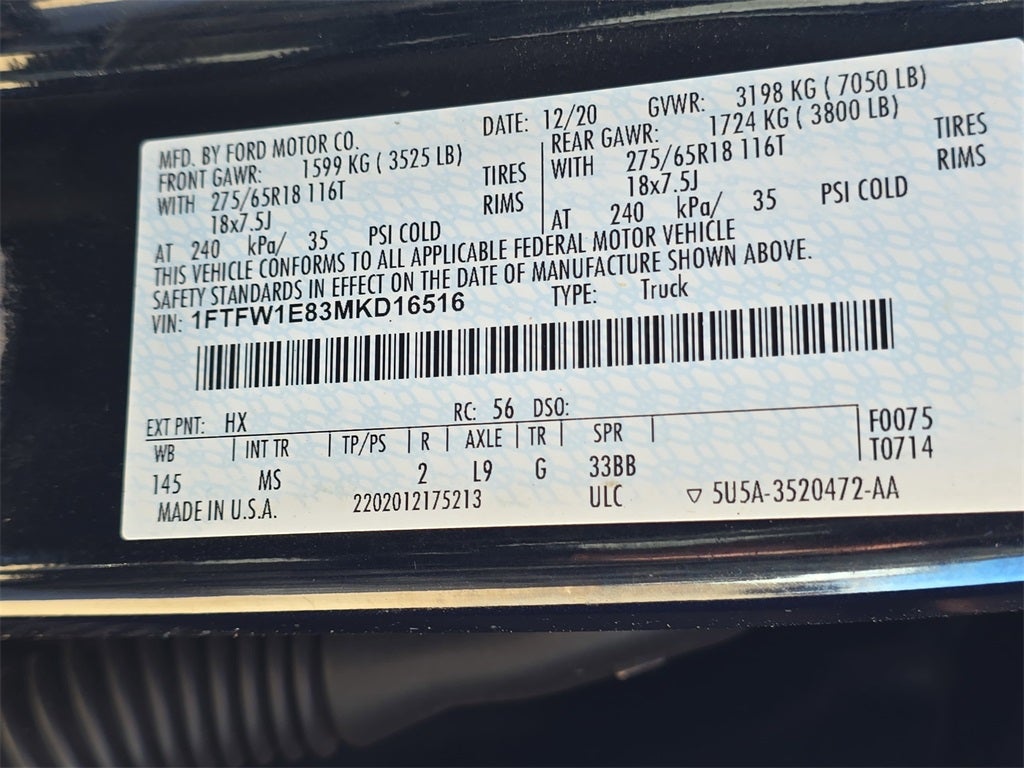 MFD. BY FORD MOTOR CO. DATE: 12/20 GVWR: 3198 KG ( 7050 LB)
FRONT GAWR: 1599 KG ( 3525 LB) REAR GAWR: 1724 KG ( 3800 LB)
WITH 275/65R18 116T TIRES WITH 275/65R18 116T TIRES
18x7.5J RIMS 18x7.5J RIMS
AT 240 kPa/ 35 PSI COLD AT 240 kPa/ 35 PSI COLD
THIS VEHICLE CONFORMS TO ALL APPLICABLE FEDERAL MOTOR VEHICLE
SAFETY STANDARDS IN EFFECT ON THE DATE OF MANUFACTURE SHOWN ABOVE.
VIN: 1FTFW1E83MKD16516 TYPE: Truck
EXT PNT: HX RC: 56 DSO:
WB INT TR TP/PS R AXLE TR SPR F0075
145 MS 2 L9 G 33BB T0714
MADE IN U.S.A. 2202012175213 ULC ▽ 5U5A-3520472-AA